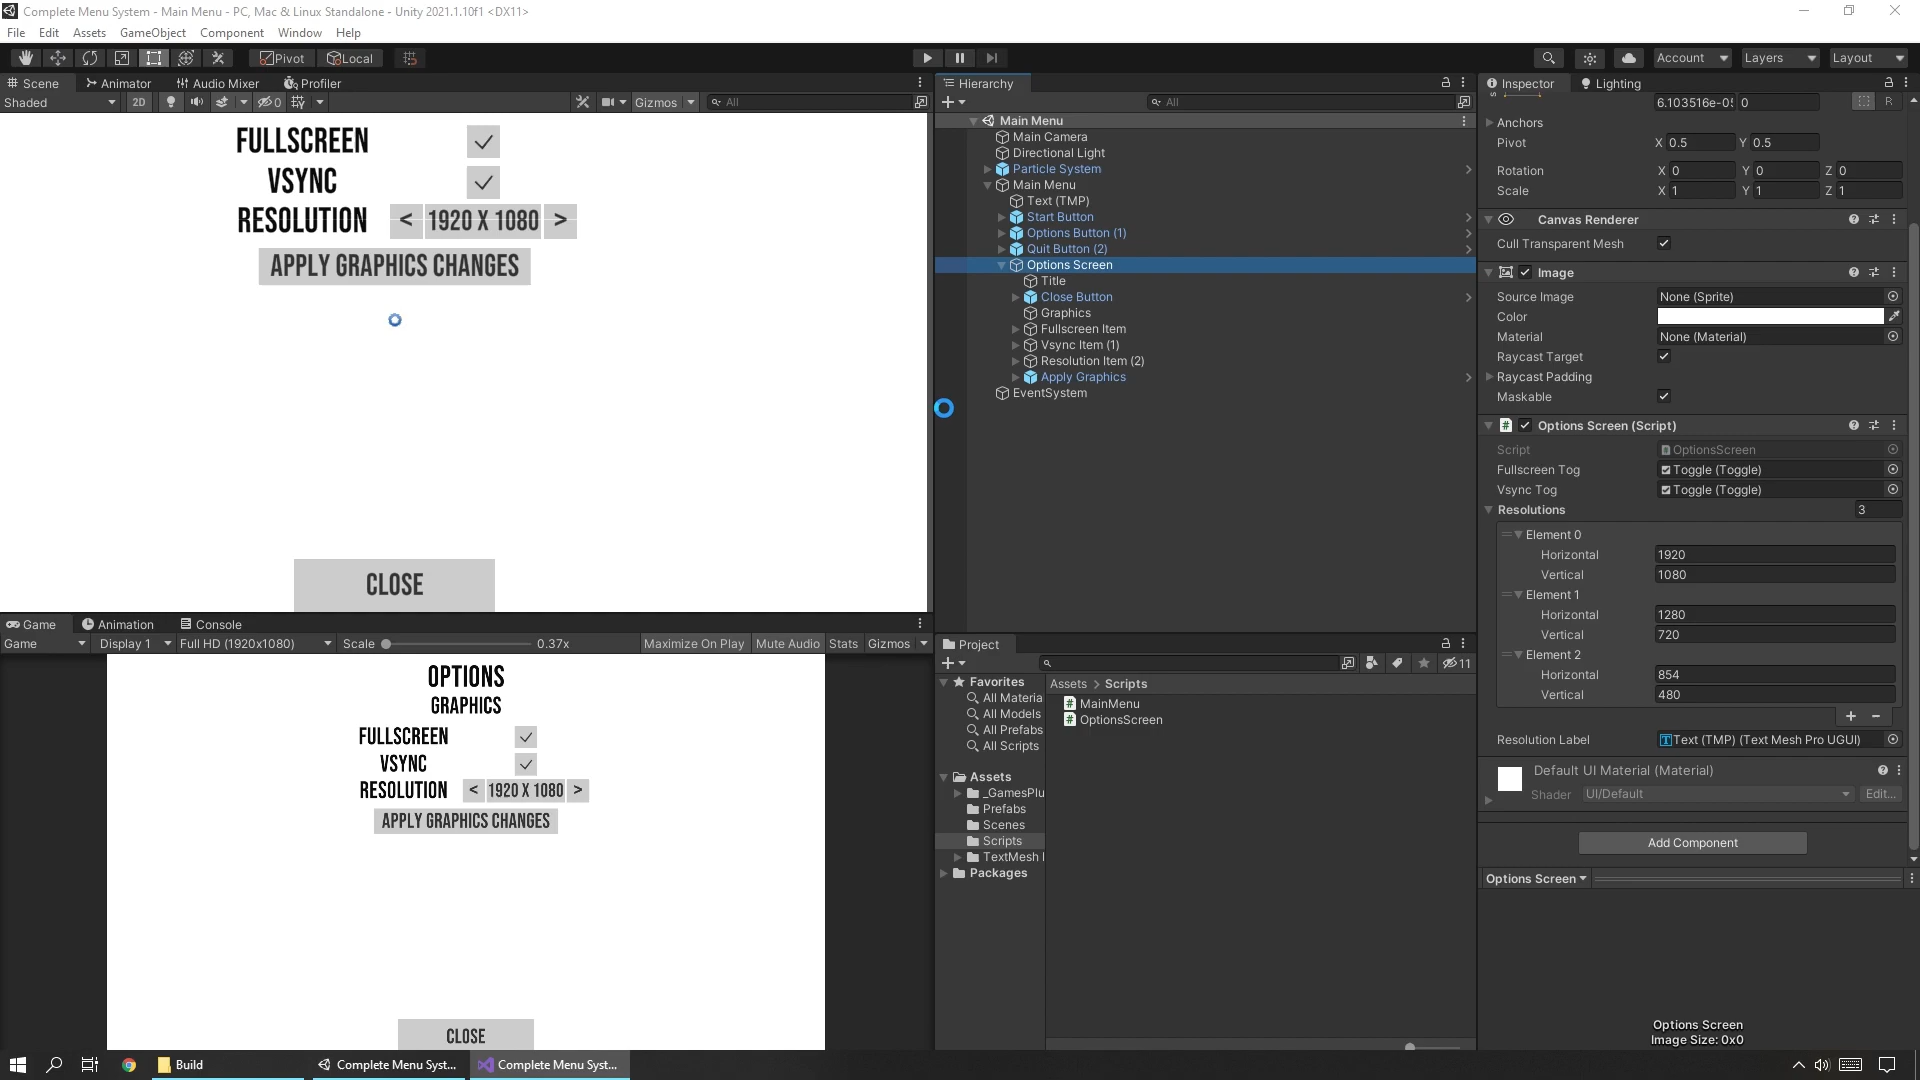 Complete Menu System - Main Menu - PC, Mac & Linux Standalone - Unity 2021.1.10f1 <DX11>
File Edit Assets GameObject Component Window Help
Pivot Local Account Layers Layout
Scene Animator Audio Mixer Profiler
Shaded 2D 0 Gizmos All
FULLSCREEN
VSYNC
RESOLUTION < 1920 X 1080 >
APPLY GRAPHICS CHANGES
CLOSE
Game Animation Console
Game Display 1 Full HD (1920x1080) Scale 0.37x Maximize On Play Mute Audio Stats Gizmos
OPTIONS
GRAPHICS
FULLSCREEN
VSYNC
RESOLUTION < 1920 X 1080 >
APPLY GRAPHICS CHANGES
CLOSE
Hierarchy
All
Main Menu
Main Camera
Directional Light
Particle System
Main Menu
Text (TMP)
Start Button
Options Button (1)
Quit Button (2)
Options Screen
Title
Close Button
Graphics
Fullscreen Item
Vsync Item (1)
Resolution Item (2)
Apply Graphics
EventSystem
Project
11
Favorites
All Materia
All Models
All Prefabs
All Scripts
Assets
_GamesPlu
Prefabs
Scenes
Scripts
TextMesh
Packages
Assets > Scripts
MainMenu
OptionsScreen
Inspector Lighting
0 R
Anchors
Pivot X 0.5 Y 0.5
Rotation X 0 Y 0 Z 0
Scale X 1 Y 1 Z 1
Canvas Renderer
Cull Transparent Mesh
Image
Source Image None (Sprite)
Color
Material None (Material)
Raycast Target
Raycast Padding
Maskable
# Options Screen (Script)
Script OptionsScreen
Fullscreen Tog Toggle (Toggle)
Vsync Tog Toggle (Toggle)
Resolutions 3
Element 0
Horizontal 1920
Vertical 1080
Element 1
Horizontal 1280
Vertical 720
Element 2
Horizontal 854
Vertical 480
+ -
Resolution Label Text (TMP) (Text Mesh Pro UGUI)
Default UI Material (Material)
Shader UI/Default Edit...
Add Component
Options Screen
Options Screen
Image Size: 0x0
Build Complete Menu Syst... Complete Menu Syst...